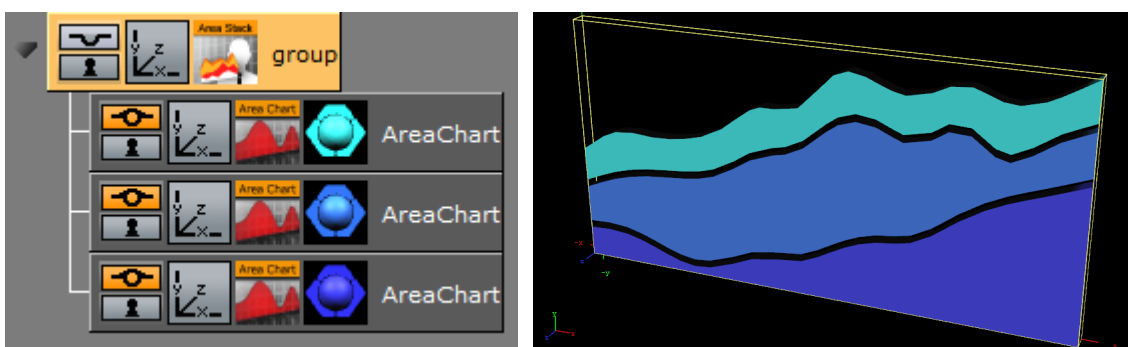 Area Stack
group
y z
x
Area Chart
AreaChart
y z
x
Area Chart
AreaChart
y z
x
Area Chart
AreaChart
y z
x
-z
z
-y
y
z
x